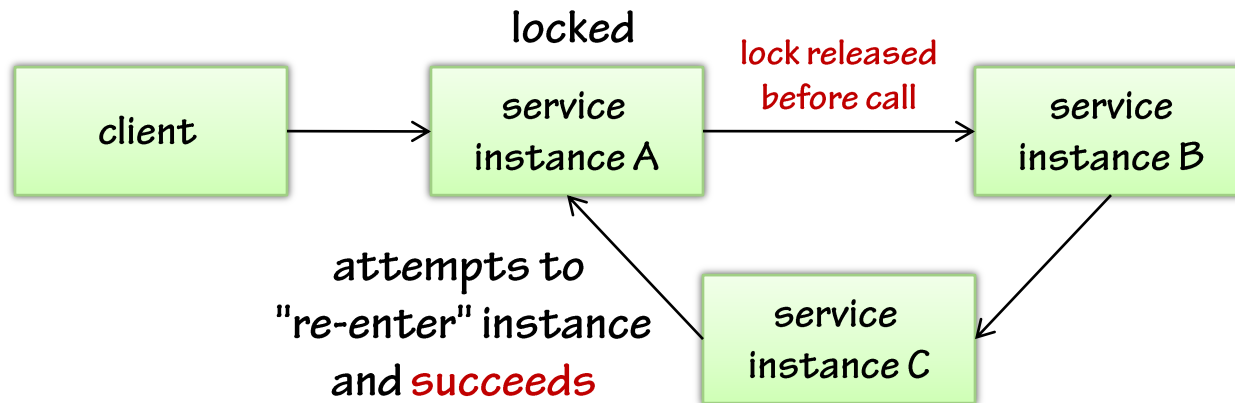 locked
lock released
before call
client
service
instance A
service
instance B
attempts to
"re-enter" instance
and succeeds
service
instance C